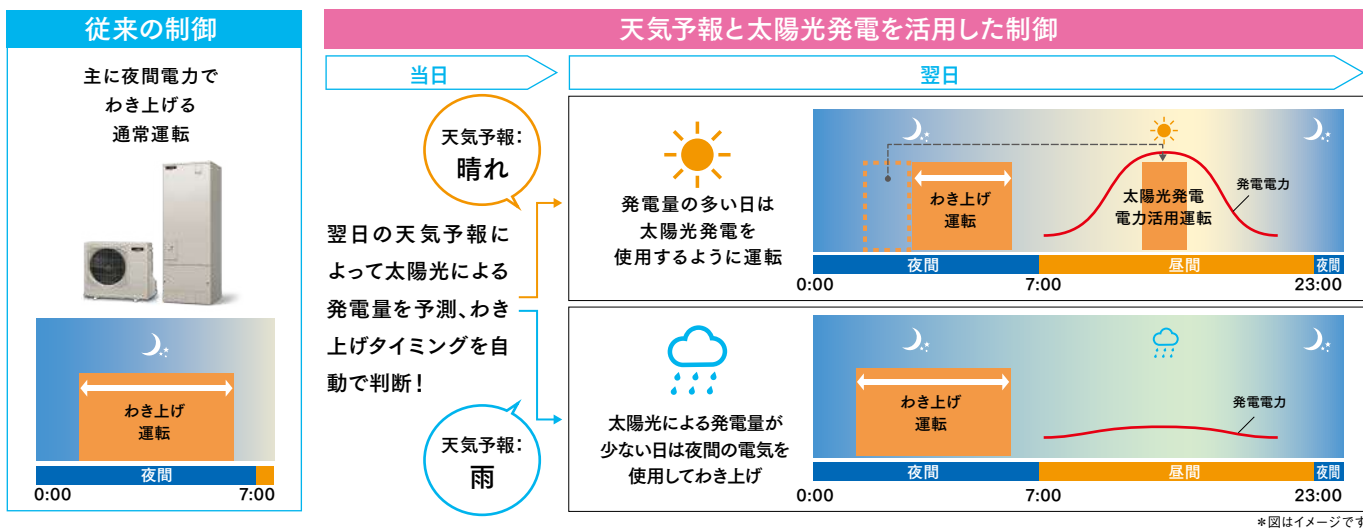 従来の制御
主に夜間電力で
わき上げる
通常運転
わき上げ
運転
夜間
0:00
7:00
天気予報と太陽光発電を活用した制御
当日
翌日
天気予報:
晴れ
翌日の天気予報に
よって太陽光による
発電量を予測、わき
上げタイミングを自
動で判断!
天気予報:
雨
発電量の多い日は
太陽光発電を
使用するように運転
わき上げ
運転
太陽光発電
電力活用運転
発電電力
夜間
昼間
夜間
0:00
7:00
23:00
太陽光による発電量が
少ない日は夜間の電気を
使用してわき上げ
わき上げ
運転
発電電力
夜間
昼間
夜間
0:00
7:00
23:00
*図はイメージです